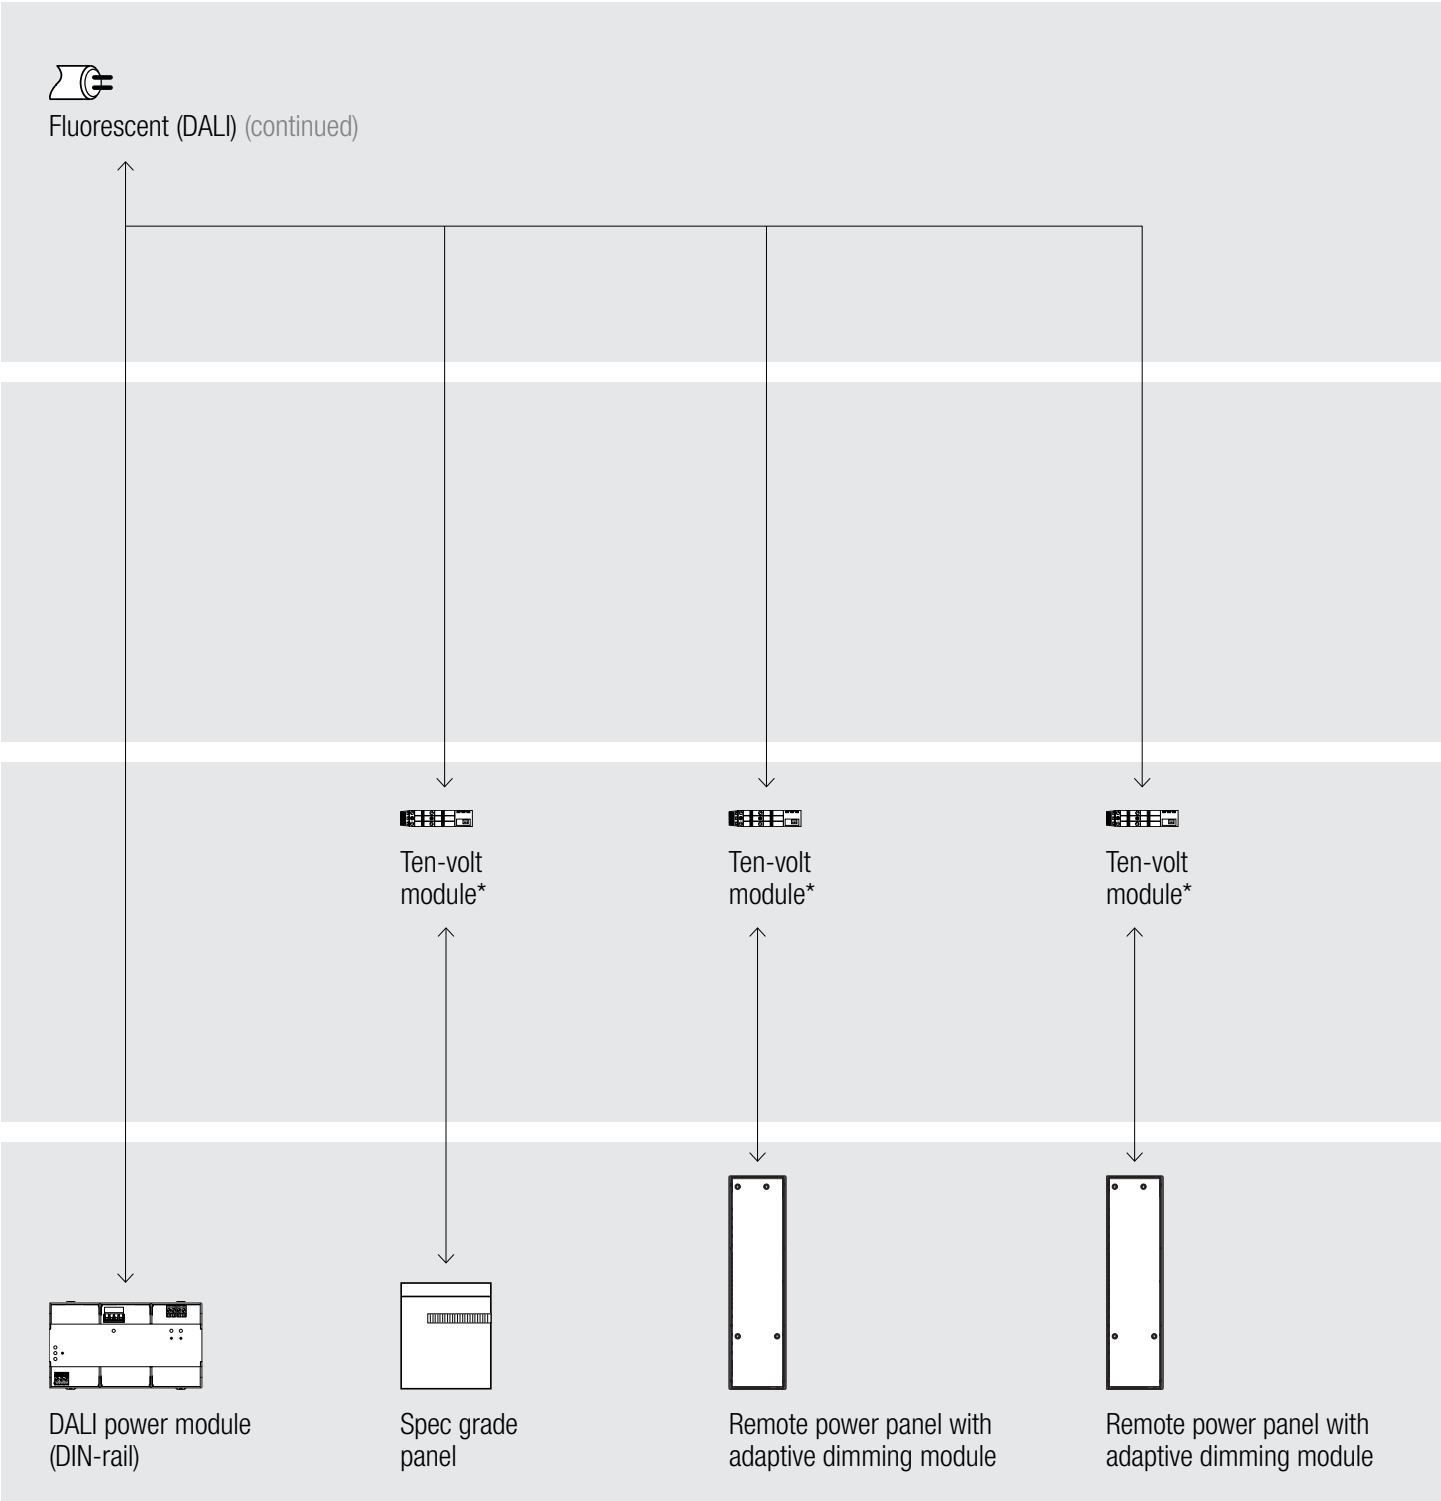 Fluorescent (DALI) (continued)
Ten-volt
module*
Ten-volt
module*
Ten-volt
module*
DALI power module
(DIN-rail)
Spec grade
panel
Remote power panel with
adaptive dimming module
Remote power panel with
adaptive dimming module